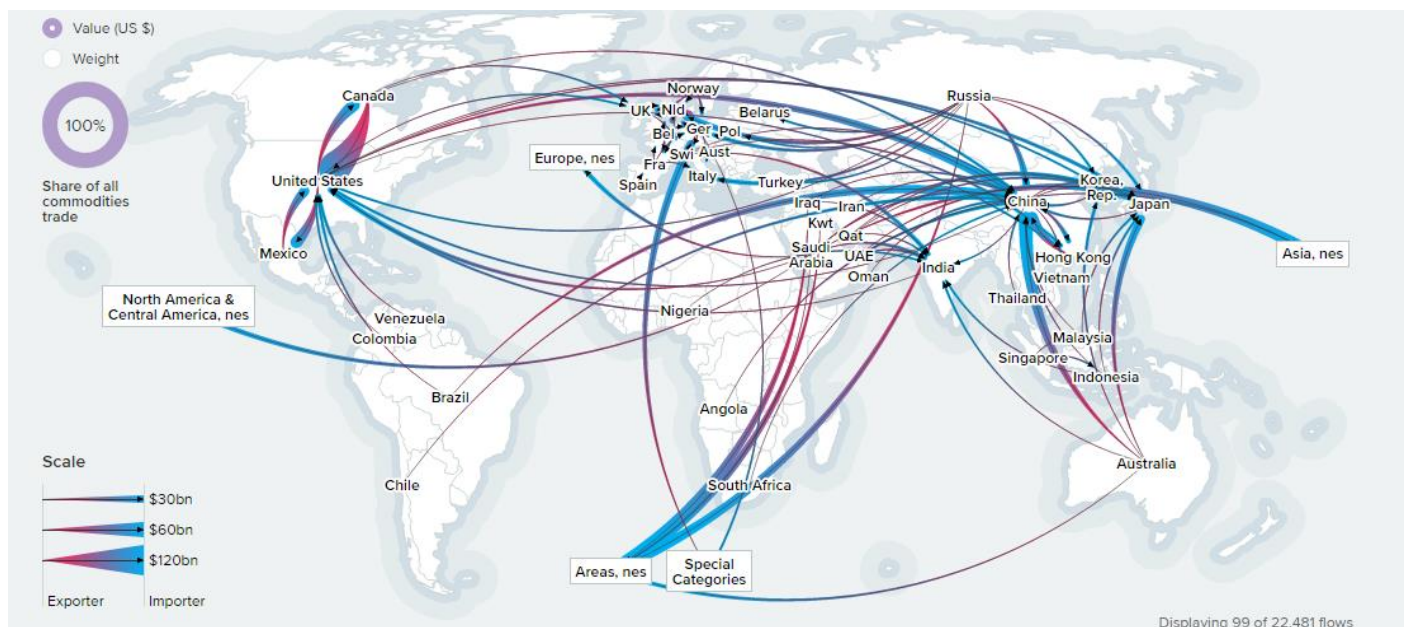 Value (US $)
Weight
100%
Share of all
commodities
trade
Canada
United States
Mexico
North America &
Central America, nes
Venezuela
Colombia
Brazil
Chile
Norway
UK
Nld
Belarus
Bel
Ger
Pol
Europe, nes
Swi
Aust
Fra
Italy
Spain
Turkey
Russia
Iraq
Iran
Kwt
Qat
Saudi
Arabia
UAE
Oman
India
China
Korea,
Rep.
Japan
Asia, nes
Hong Kong
Vietnam
Thailand
Malaysia
Singapore
Indonesia
Nigeria
Angola
South Africa
Australia
Areas, nes
Special
Categories
Scale
$30bn
$60bn
$120bn
Exporter
Importer
Displaying 99 of 22,481 flows